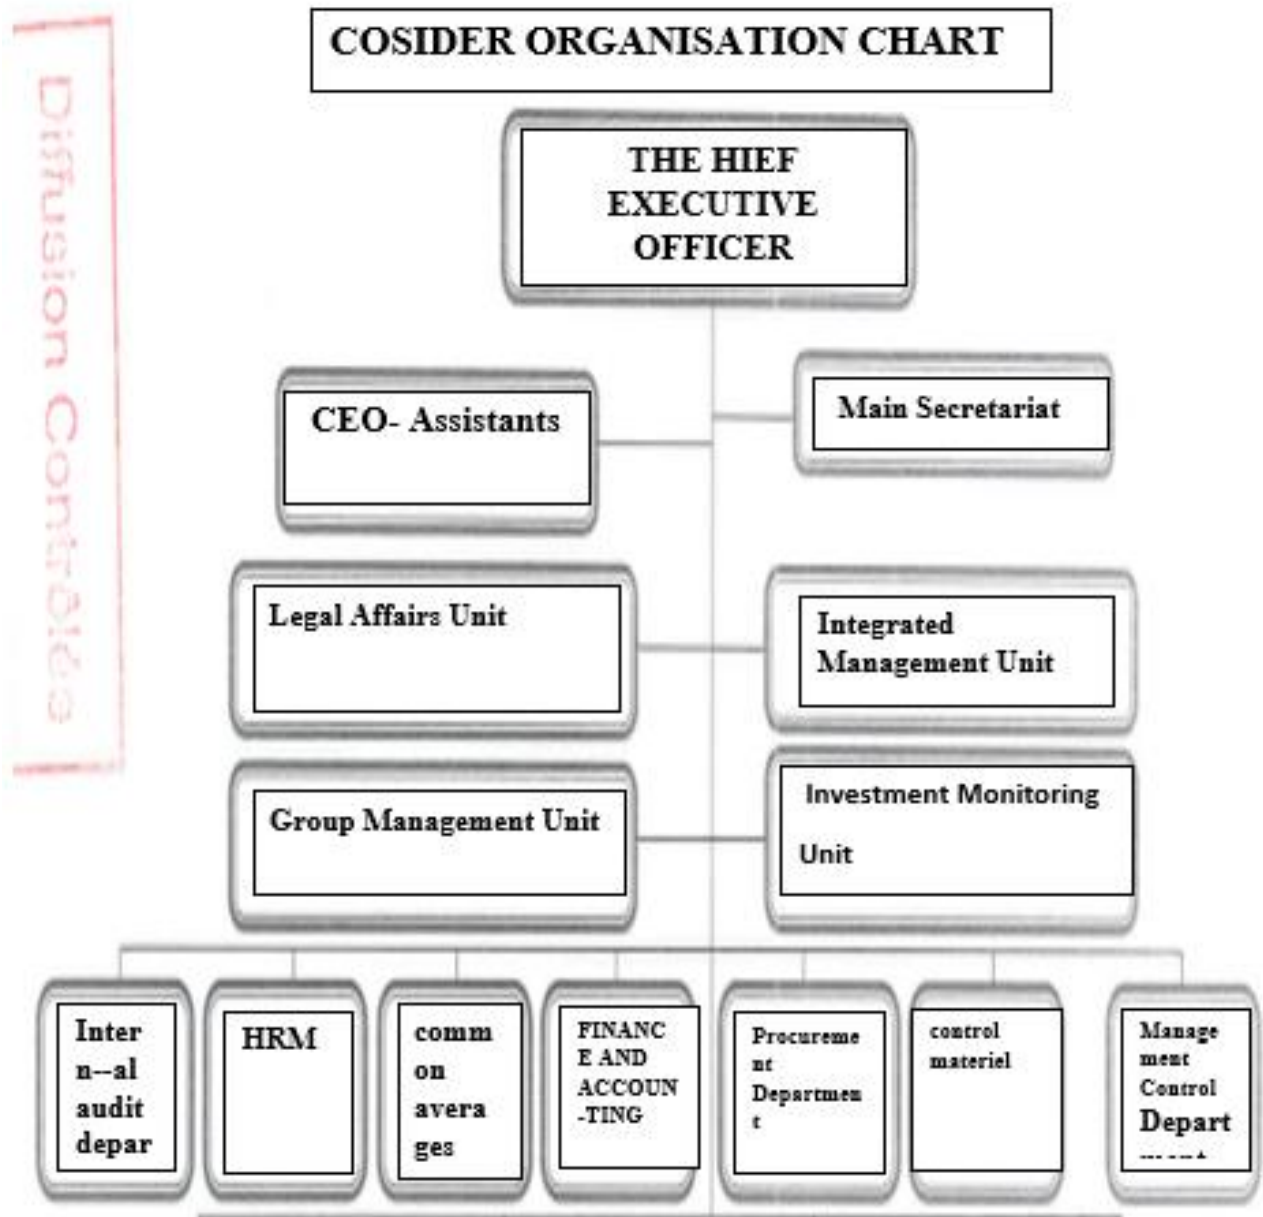 COSIDER ORGANISATION CHART
Diffusion Contrôlés
THE HIEF
EXECUTIVE
OFFICER
CEO- Assistants
Main Secretariat
Legal Affairs Unit
Integrated
Management Unit
Group Management Unit
Investment Monitoring
Unit
Inter
n--al
audit
depar
HRM
comm
on
avera
ges
FINANC
E AND
ACCOUN
-TING
Procureme
nt
Departmen
t
control
materiel
Manage
ment
Control
Depart